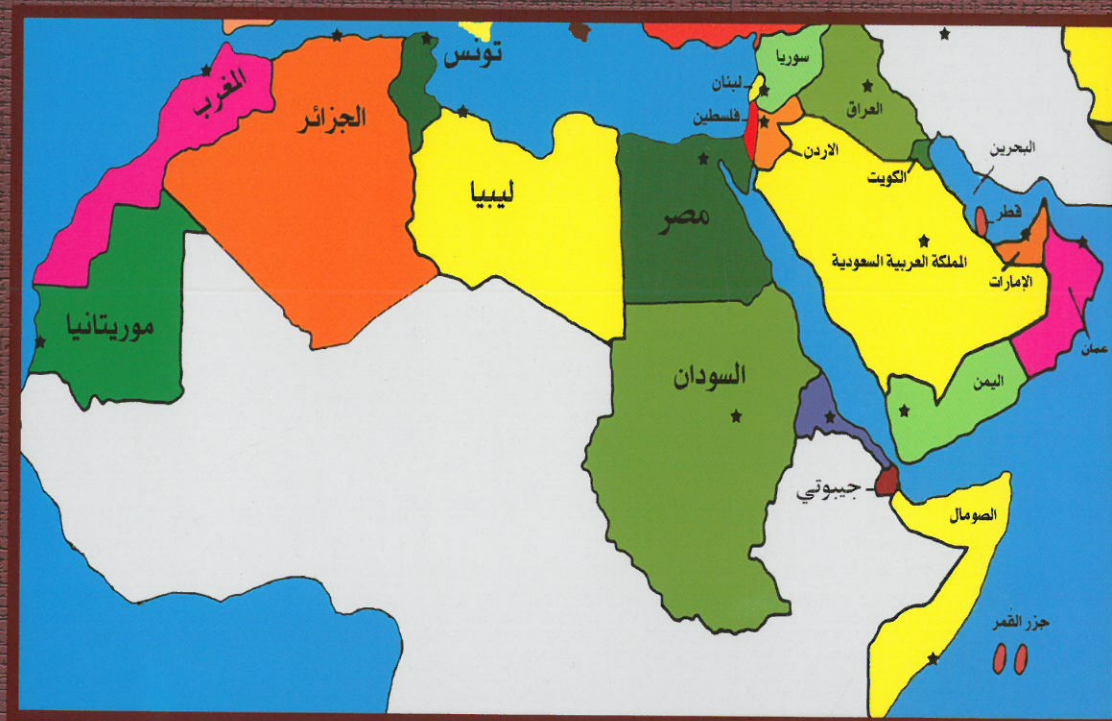 تونس
المغرب
الجزائر
ليبيا
مصر
موريتانيا
السودان
سوريا
لبنان
فلسطين
العراق
الاردن
الكويت
البحرين
قطر
المملكة العربية السعودية
الإمارات
عمان
اليمن
جيبوتي
الصومال
جزر القمر